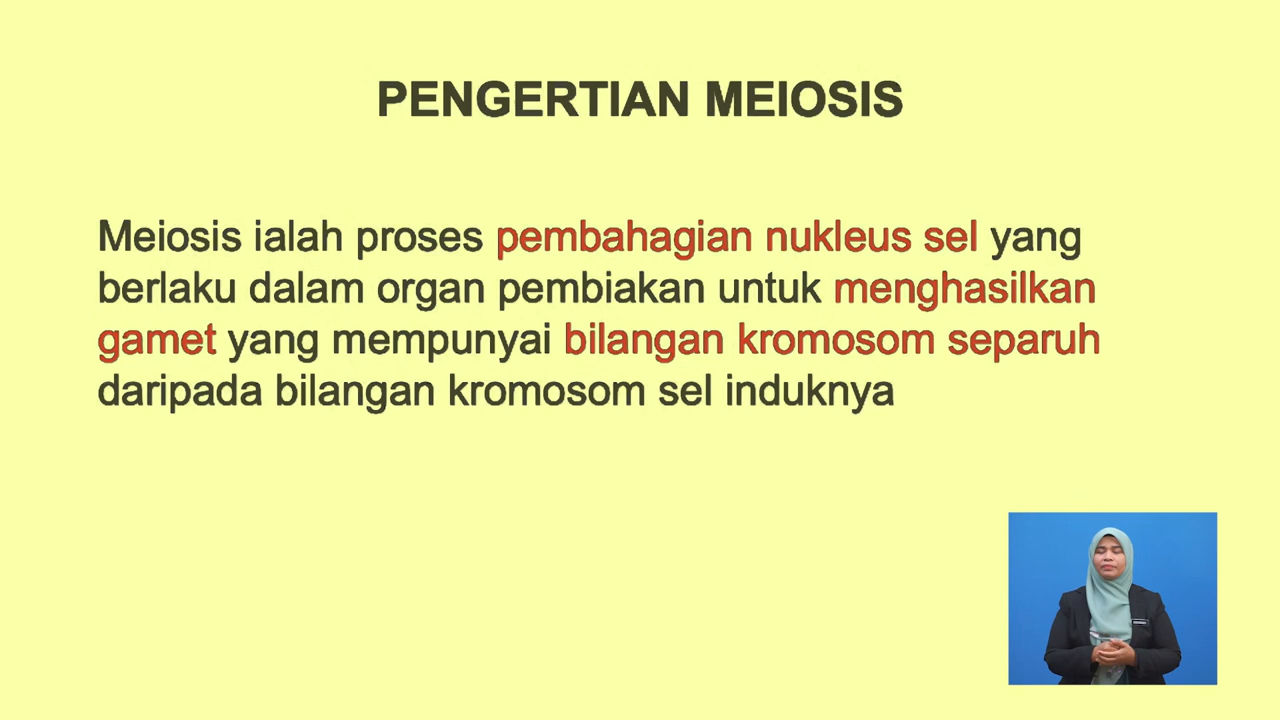 PENGERTIAN MEIOSIS
Meiosis ialah proses pembahagian nukleus sel yang
berlaku dalam organ pembiakan untuk menghasilkan
gamet yang mempunyai bilangan kromosom separuh
daripada bilangan kromosom sel induknya